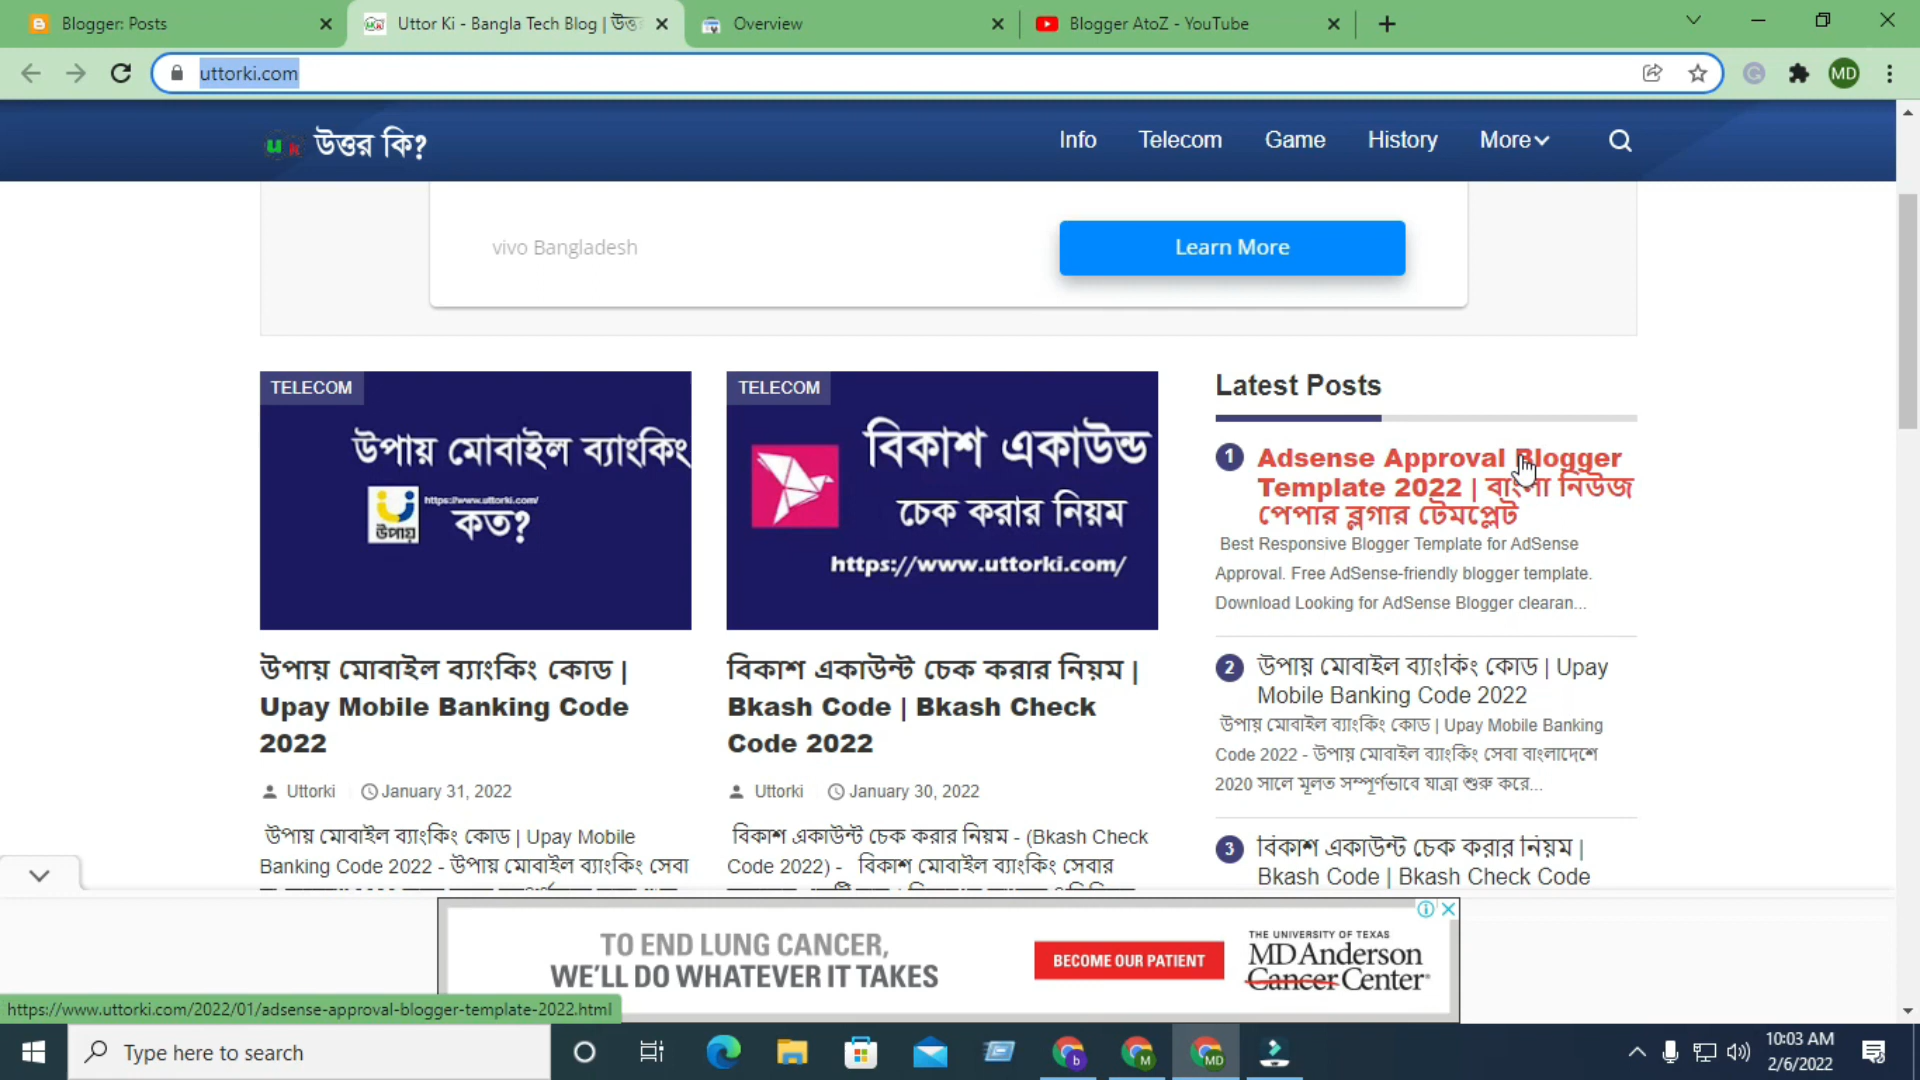 Blogger: Posts
Uttor Ki - Bangla Tech Blog | উত্ত
Overview
Blogger AtoZ - YouTube
uttorki.com
MD
উত্তর কি?
Info
Telecom
Game
History
More
vivo Bangladesh
Learn More
TELECOM
উপায় মোবাইল ব্যাংকিং
https://www.uttorki.com/
কত?
উপায়
উপায় মোবাইল ব্যাংকিং কোড |
Upay Mobile Banking Code
2022
Uttorki
January 31, 2022
উপায় মোবাইল ব্যাংকিং কোড | Upay Mobile
Banking Code 2022 - উপায় মোবাইল ব্যাংকিং সেবা
TELECOM
বিকাশ একাউন্ড
চেক করার নিয়ম
https://www.uttorki.com/
বিকাশ একাউন্ট চেক করার নিয়ম |
Bkash Code | Bkash Check
Code 2022
Uttorki
January 30, 2022
বিকাশ একাউন্ট চেক করার নিয়ম - (Bkash Check
Code 2022) - বিকাশ মোবাইল ব্যাংকিং সেবার
Latest Posts
1
Adsense Approval Blogger
Template 2022 | বাংলা নিউজ
পেপার ব্লগার টেমপ্লেট
Best Responsive Blogger Template for AdSense
Approval. Free AdSense-friendly blogger template.
Download Looking for AdSense Blogger clearan...
2
উপায় মোবাইল ব্যাংকিং কোড | Upay
Mobile Banking Code 2022
উপায় মোবাইল ব্যাংকিং কোড | Upay Mobile Banking
Code 2022 - উপায় মোবাইল ব্যাংকিং সেবা বাংলাদেশে
2020 সালে মূলত সম্পূর্ণভাবে যাত্রা শুরু করে...
3
বিকাশ একাউন্ট চেক করার নিয়ম |
Bkash Code | Bkash Check Code
TO END LUNG CANCER,
WE'LL DO WHATEVER IT TAKES
BECOME OUR PATIENT
THE UNIVERSITY OF TEXAS
MD Anderson
Cancer Center
https://www.uttorki.com/2022/01/adsense-approval-blogger-template-2022.html
Type here to search
10:03 AM
2/6/2022